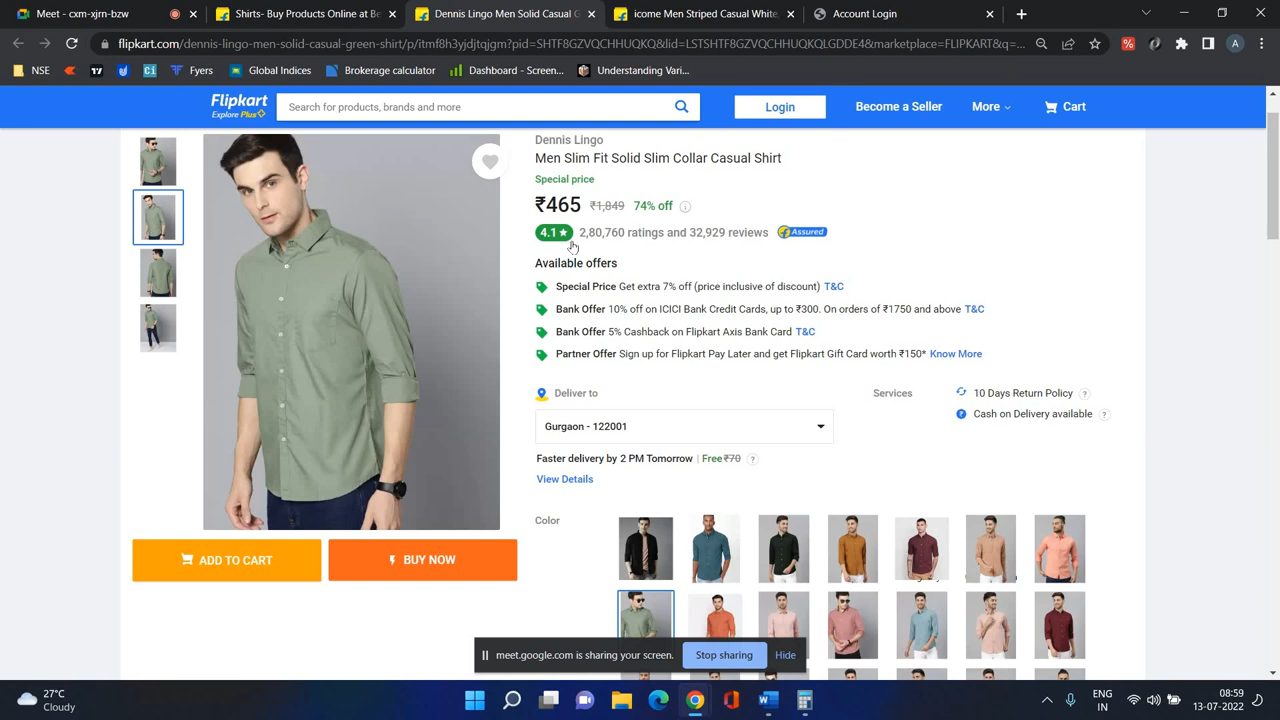 Meet - cxm-xjrn-dhi
Shirts- Buy Products Online at Be
Dennis Lingo Men Solid Casual G
icome Men Slim Strip Casual White,
Account Login
flipkart.com/dennis-lingo-men-solid-casual-green-shirt/p/itmf8h3yjdjtqjgm?pid=SHTF8GZVQCHHUQKQ&lid=LSTSHTF8GZVQCHHUQKQLGDDE4&marketplace=FLIPKART&q=...
A
NSE
Fyers
Global Indices
Brokerage calculator
Dashboard - Screen...
Understanding Vari...
Flipkart
Explore Plus
Search for products, brands and more
Login
Become a Seller
More
Cart
Dennis Lingo
Men Slim Fit Solid Slim Collar Casual Shirt
Special price
₹465 ₹1,849 74% off
4.1 ★ 2,80,760 ratings and 32,929 reviews Assured
Available offers
Special Price Get extra 7% off (price inclusive of discount) T&C
Bank Offer 10% off on ICICI Bank Credit Cards, up to ₹300. On orders of ₹1750 and above T&C
Bank Offer 5% Cashback on Flipkart Axis Bank Card T&C
Partner Offer Sign up for Flipkart Pay Later and get Flipkart Gift Card worth ₹150* Know More
Deliver to
Gurgaon - 122001
Faster delivery by 2 PM Tomorrow | Free ₹70 ?
View Details
Services
10 Days Return Policy ?
Cash on Delivery available ?
Color
ADD TO CART
BUY NOW
meet.google.com is sharing your screen.
Stop sharing
Hide
27°C
Cloudy
ENG
IN
08:59
13-07-2022